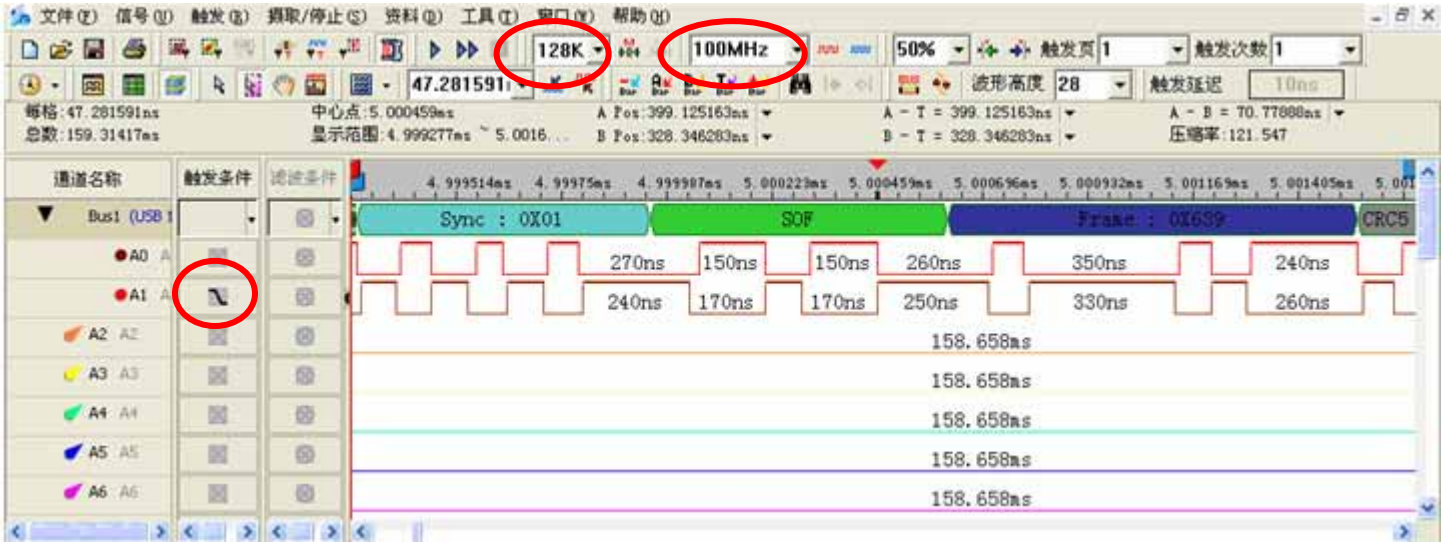 文件(F) 信号(U) 触发(B) 摄取/停止(S) 资料(D) 工具(T) 窗口(W) 帮助(H)
128K 100MHz 50% 触发页 1 触发次数 1
47.281591 波形高度 28 触发延迟 10ns
每格:47.281591ns 中心点:5.000459ms A Pos:399.125163ns A - T = 399.125163ns A - B = 70.77888ns
总数:159.31417ms 显示范围:4.999277ms ~ 5.0016... B Pos:328.346283ns B - T = 328.346283ns 压缩率:121.547
通道名称 触发条件 滤波条件 4.999514ms 4.99975ms 4.999987ms 5.000223ms 5.000459ms 5.000696ms 5.000932ms 5.001169ms 5.001405ms 5.001
Bus1 (USB 1 Sync : 0X01 SOF Frame : 0X6S9 CRC5
A0 A 270ns 150ns 150ns 260ns 350ns 240ns
A1 A 240ns 170ns 170ns 250ns 330ns 260ns
A2 A2 158.658ms
A3 A3 158.658ms
A4 A4 158.658ms
A5 A5 158.658ms
A6 A6 158.658ms